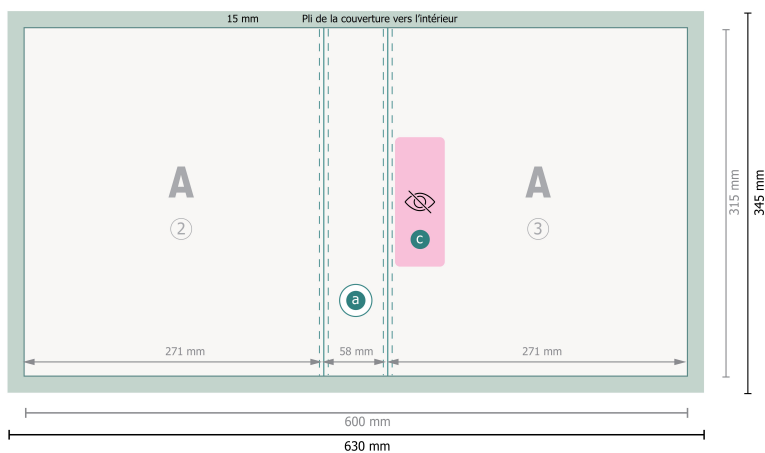 15 mm Pli de la couverture vers l'intérieur
A A
2 3
c
a
271 mm 58 mm 271 mm
315 mm
345 mm
600 mm
630 mm